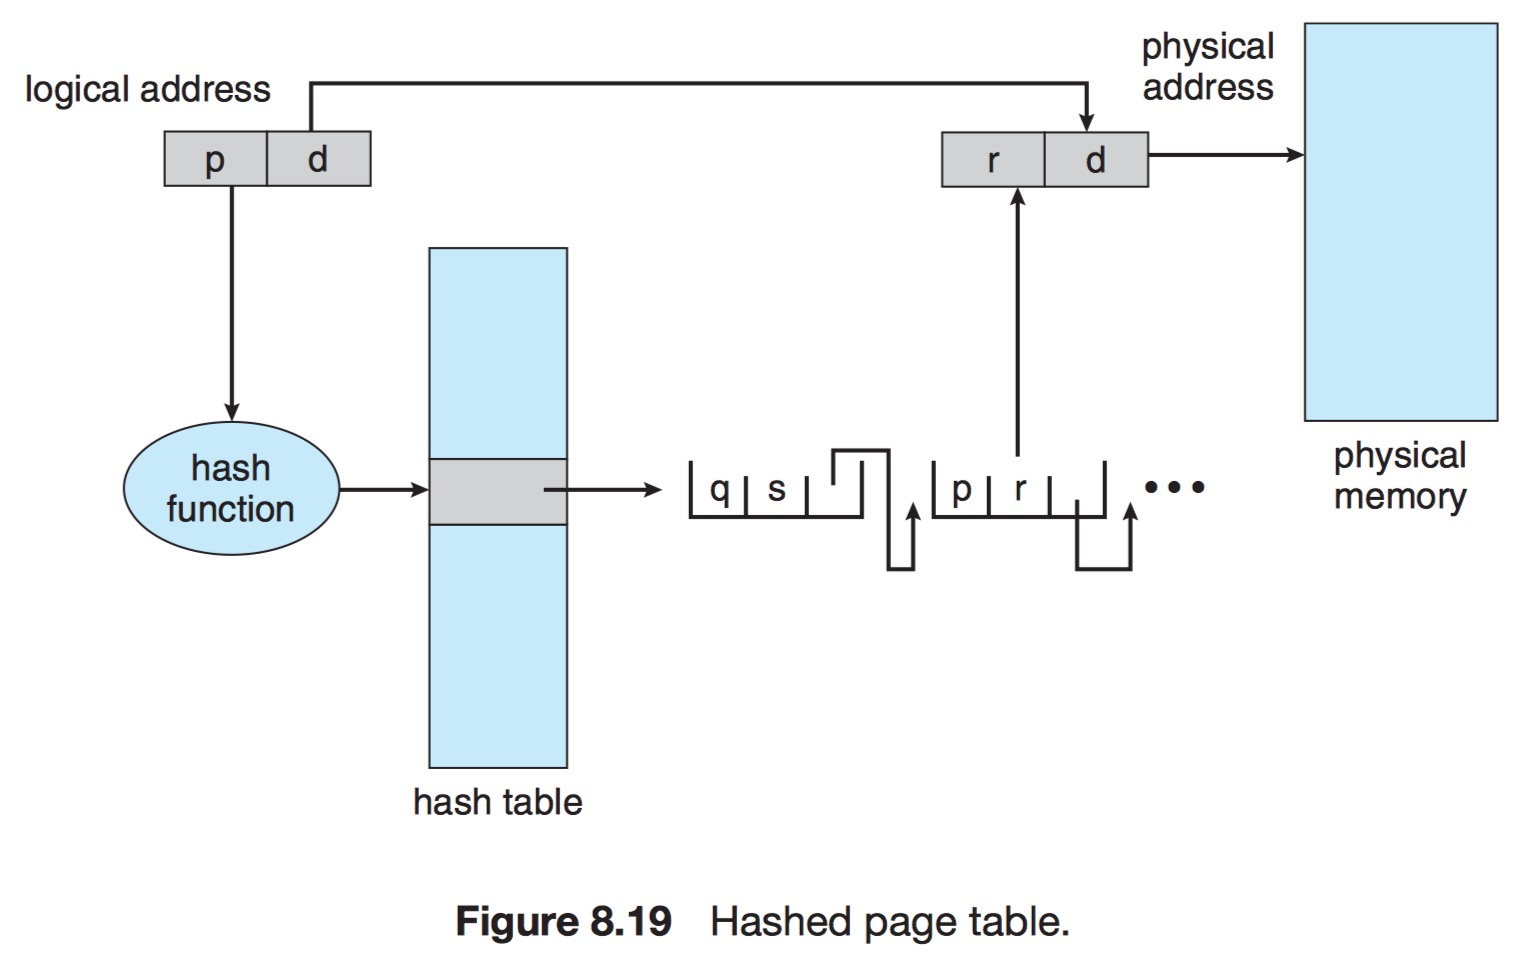 logical address
physical
address
p d
r d
hash
function
q s
p r
•••
physical
memory
hash table
Figure 8.19 Hashed page table.